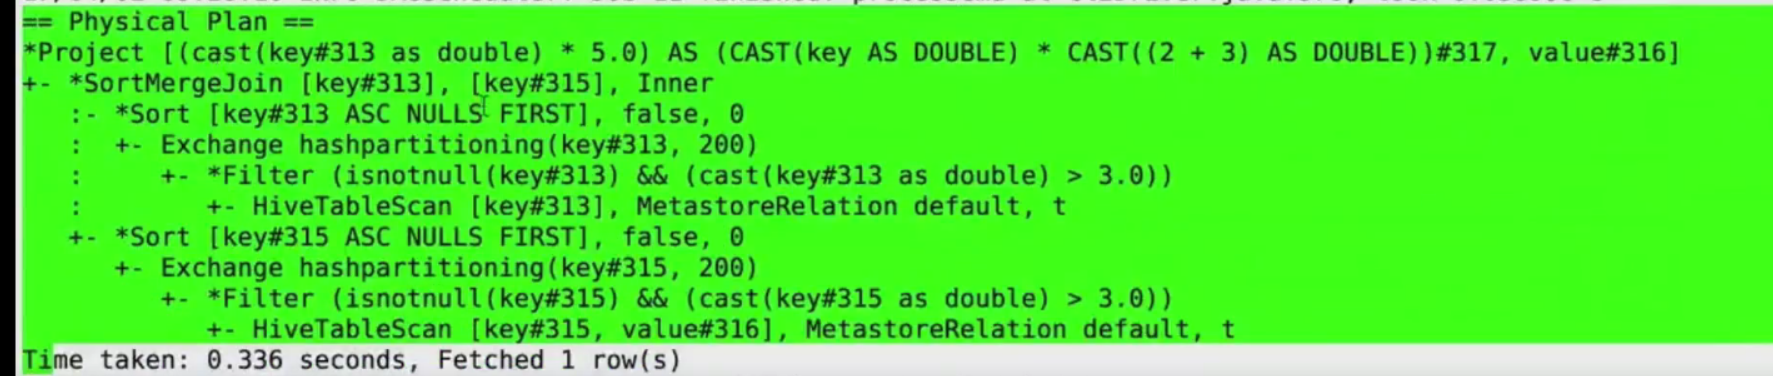 == Physical Plan ==
*Project [(cast(key#313 as double) * 5.0) AS (CAST(key AS DOUBLE) * CAST((2 + 3) AS DOUBLE))#317, value#316]
+- *SortMergeJoin [key#313], [key#315], Inner
   :- *Sort [key#313 ASC NULLS FIRST], false, 0
   :  +- Exchange hashpartitioning(key#313, 200)
   :     +- *Filter (isnotnull(key#313) && (cast(key#313 as double) > 3.0))
   :        +- HiveTableScan [key#313], MetastoreRelation default, t
   +- *Sort [key#315 ASC NULLS FIRST], false, 0
      +- Exchange hashpartitioning(key#315, 200)
         +- *Filter (isnotnull(key#315) && (cast(key#315 as double) > 3.0))
            +- HiveTableScan [key#315, value#316], MetastoreRelation default, t
Time taken: 0.336 seconds, Fetched 1 row(s)